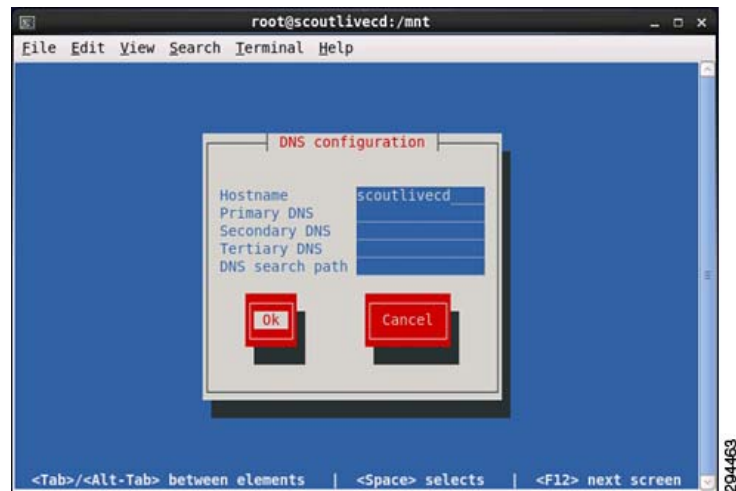 root@scoutlivecd:/mnt
File Edit View Search Terminal Help
DNS configuration
Hostname scoutlivecd
Primary DNS
Secondary DNS
Tertiary DNS
DNS search path
Ok Cancel
<Tab>/<Alt-Tab> between elements | <Space> selects | <F12> next screen
294463